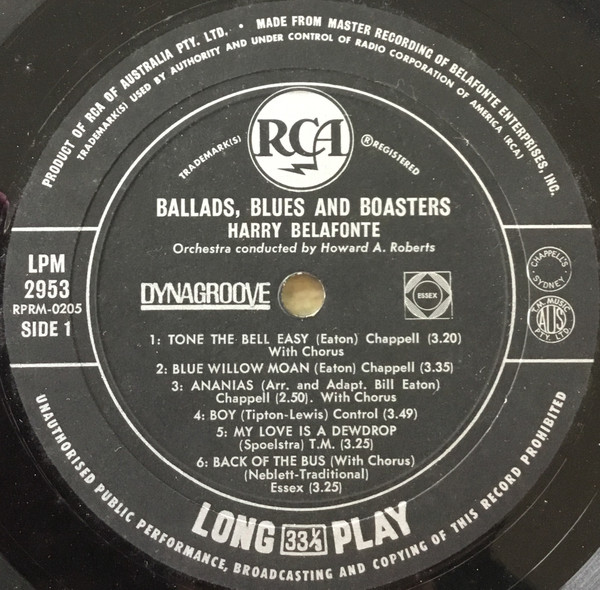 PRODUCT OF RCA OF AUSTRALIA PTY. LTD. • MADE FROM MASTER RECORDING OF BELAFONTE ENTERPRISES, INC.
TRADEMARK(S) USED BY AUTHORITY AND UNDER CONTROL OF RADIO CORPORATION OF AMERICA (RCA)
TRADEMARK(S) RCA ® REGISTERED
BALLADS, BLUES AND BOASTERS
HARRY BELAFONTE
Orchestra conducted by Howard A. Roberts
LPM
2953
RPRM-0205
SIDE 1
DYNAGROOVE
ESSEX
CHAPPELL'S
SYDNEY
T.M. MUSIC
AUS
PTY. LTD.
1: TONE THE BELL EASY (Eaton) Chappell (3.20)
With Chorus
2: BLUE WILLOW MOAN (Eaton) Chappell (3.35)
3: ANANIAS (Arr. and Adapt. Bill Eaton)
Chappell (2.50). With Chorus
4: BOY (Tipton-Lewis) Control (3.49)
5: MY LOVE IS A DEWDROP
(Spoelstra) T.M. (3.25)
6: BACK OF THE BUS (With Chorus)
(Neblett-Traditional)
Essex (3.25)
LONG 33⅓ PLAY
UNAUTHORISED PUBLIC PERFORMANCE, BROADCASTING AND COPYING OF THIS RECORD PROHIBITED